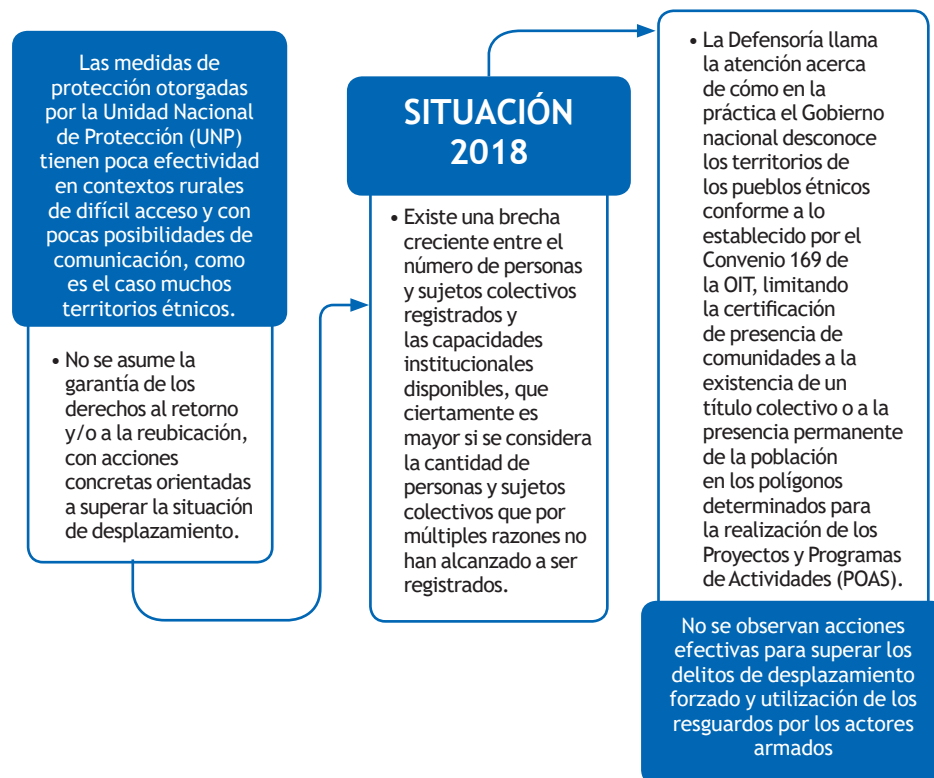 Las medidas de
protección otorgadas
por la Unidad Nacional
de Protección (UNP)
tienen poca efectividad
en contextos rurales
de difícil acceso y con
pocas posibilidades de
comunicación, como
es el caso muchos
territorios étnicos.
• No se asume la
garantía de los
derechos al retorno
y/o a la reubicación,
con acciones
concretas orientadas
a superar la situación
de desplazamiento.
SITUACIÓN
2018
• Existe una brecha
creciente entre el
número de personas
y sujetos colectivos
registrados y
las capacidades
institucionales
disponibles, que
ciertamente es
mayor si se considera
la cantidad de
personas y sujetos
colectivos que por
múltiples razones no
han alcanzado a ser
registrados.
• La Defensoría llama
la atención acerca
de cómo en la
práctica el Gobierno
nacional desconoce
los territorios de
los pueblos étnicos
conforme a lo
establecido por el
Convenio 169 de
la OIT, limitando
la certificación
de presencia de
comunidades a la
existencia de un
título colectivo o a la
presencia permanente
de la población
en los polígonos
determinados para
la realización de los
Proyectos y Programas
de Actividades (POAS).
No se observan acciones
efectivas para superar los
delitos de desplazamiento
forzado y utilización de los
resguardos por los actores
armados